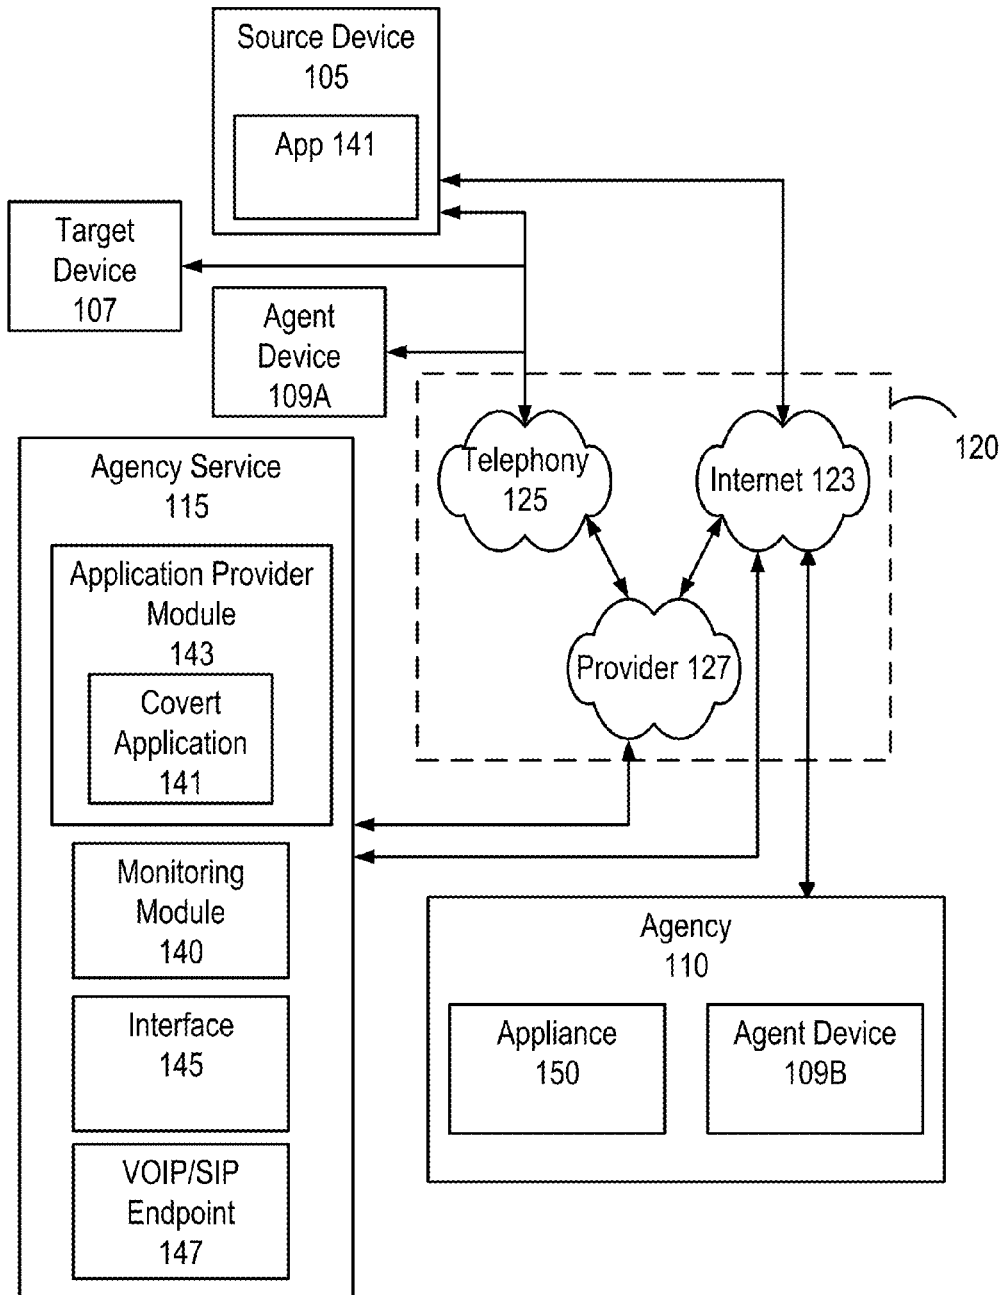 Source Device
105
App 141
Target
Device
107
Agent
Device
109A
120
Telephony
125
Internet 123
Provider 127
Agency Service
115
Application Provider
Module
143
Covert
Application
141
Monitoring
Module
140
Interface
145
VOIP/SIP
Endpoint
147
Agency
110
Appliance
150
Agent Device
109B